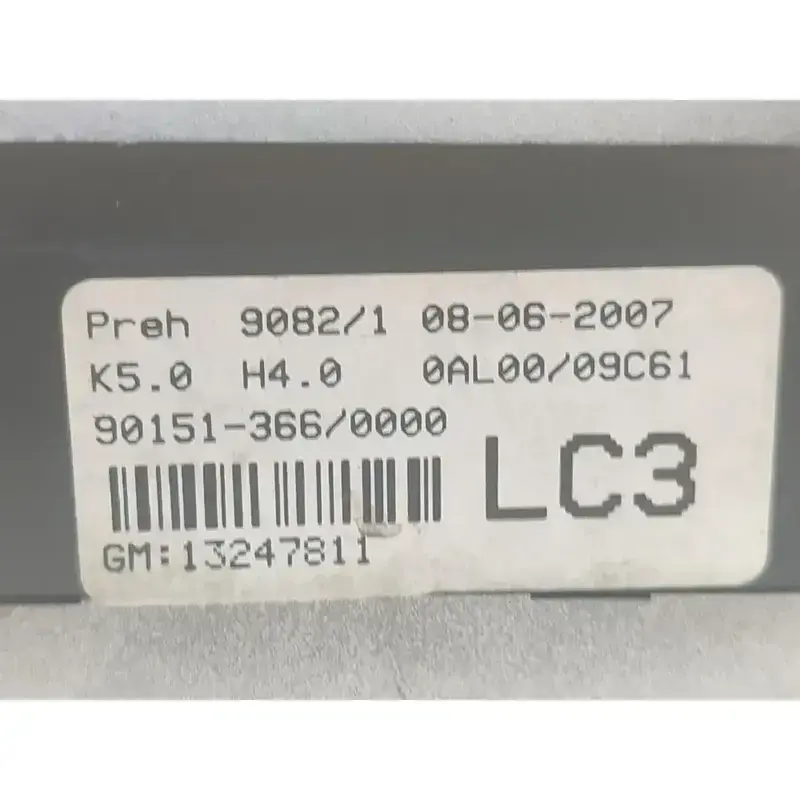 Preh 9082/1 08-06-2007
K5.0 H4.0 0AL00/09C61
90151-366/0000
LC3
GM:13247811